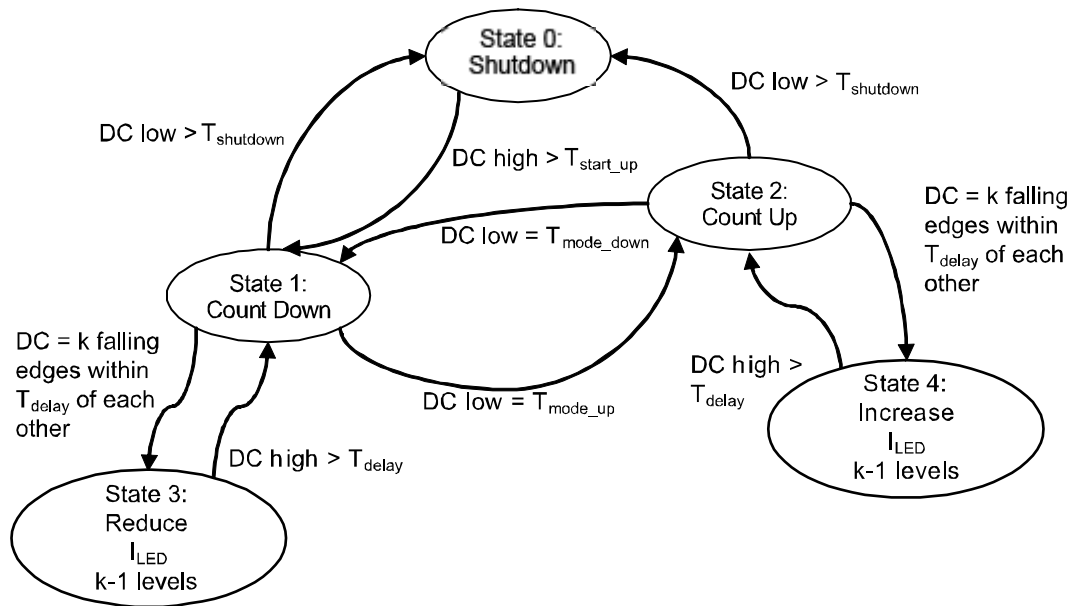 State 0:
Shutdown
DC low > Tshutdown
DC low > Tshutdown
DC high > Tstart_up
State 2:
Count Up
DC = k falling
edges within
Tdelay of each
other
DC low = Tmode_down
State 1:
Count Down
DC = k falling
edges within
Tdelay of each
other
DC low = Tmode_up
DC high >
Tdelay
State 4:
Increase
ILED
k-1 levels
DC high > Tdelay
State 3:
Reduce
ILED
k-1 levels